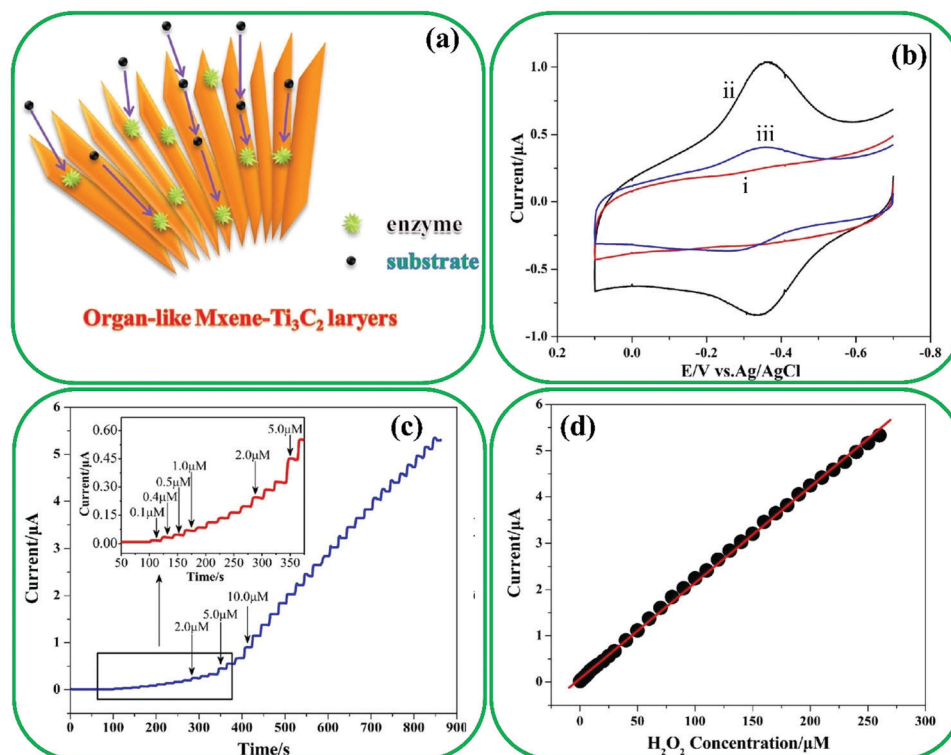 (a)
enzyme
substrate
Organ-like Mxene-Ti₃C₂ laryers
(b)
ii
iii
i
Current/μA
1.0
0.5
0.0
-0.5
-1.0
0.2 0.0 -0.2 -0.4 -0.6 -0.8
E/V vs.Ag/AgCl
(c)
Current/μA
6
5
4
3
2
1
0
0 100 200 300 400 500 600 700 800 900
Time/s
2.0μM
5.0μM
10.0μM
Current/μA
0.60
0.45
0.30
0.15
0.00
50 100 150 200 250 300 350
Time/s
0.1μM
0.4μM
0.5μM
1.0μM
2.0μM
5.0μM
(d)
Current/μA
6
5
4
3
2
1
0
0 50 100 150 200 250 300
H₂O₂ Concentration/μM